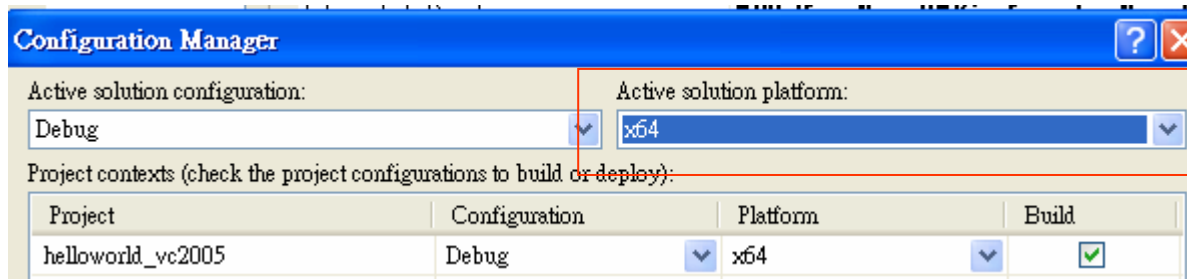 Configuration Manager
Active solution configuration: Active solution platform:
Debug x64
Project contexts (check the project configurations to build or deploy):
Project Configuration Platform Build
helloworld_vc2005 Debug x64